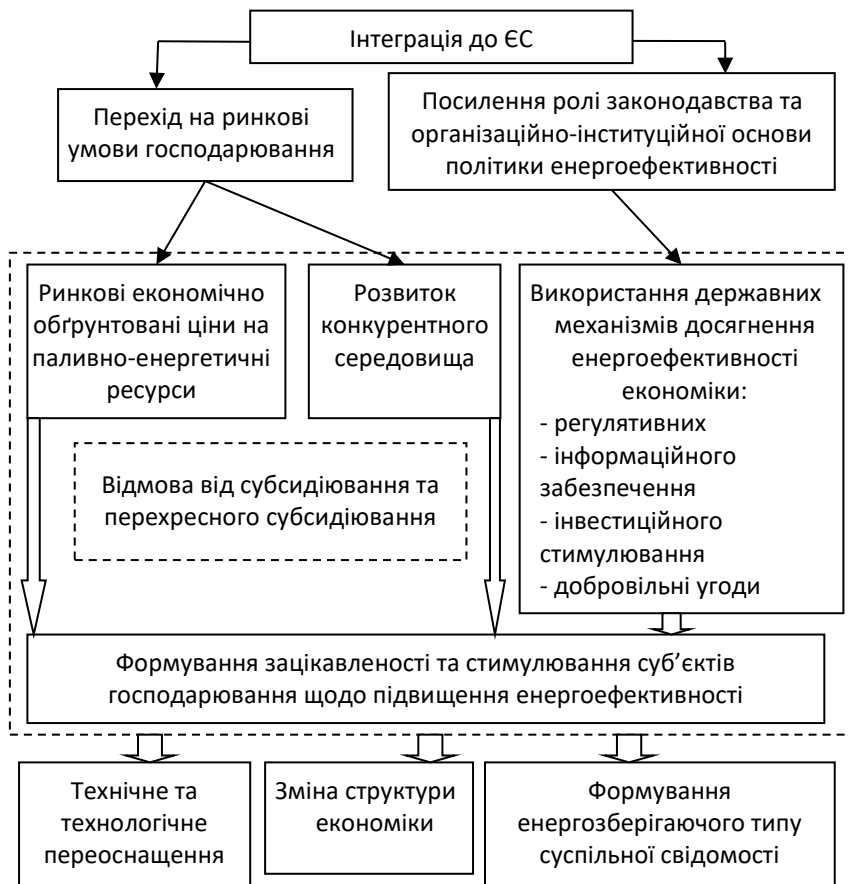 Інтеграція до ЄС
Перехід на ринкові
умови господарювання
Посилення ролі законодавства та
організаційно-інституційної основи
політики енергоефективності
Ринкові економічно
обґрунтовані ціни на
паливно-енергетичні
ресурси
Розвиток
конкурентного
середовища
Використання державних
механізмів досягнення
енергоефективності
економіки:
- регулятивних
- інформаційного
забезпечення
- інвестиційного
стимулювання
- добровільні угоди
Відмова від субсидіювання та
перехресного субсидіювання
Формування зацікавленості та стимулювання суб’єктів
господарювання щодо підвищення енергоефективності
Технічне та
технологічне
переоснащення
Зміна структури
економіки
Формування
енергозберігаючого типу
суспільної свідомості